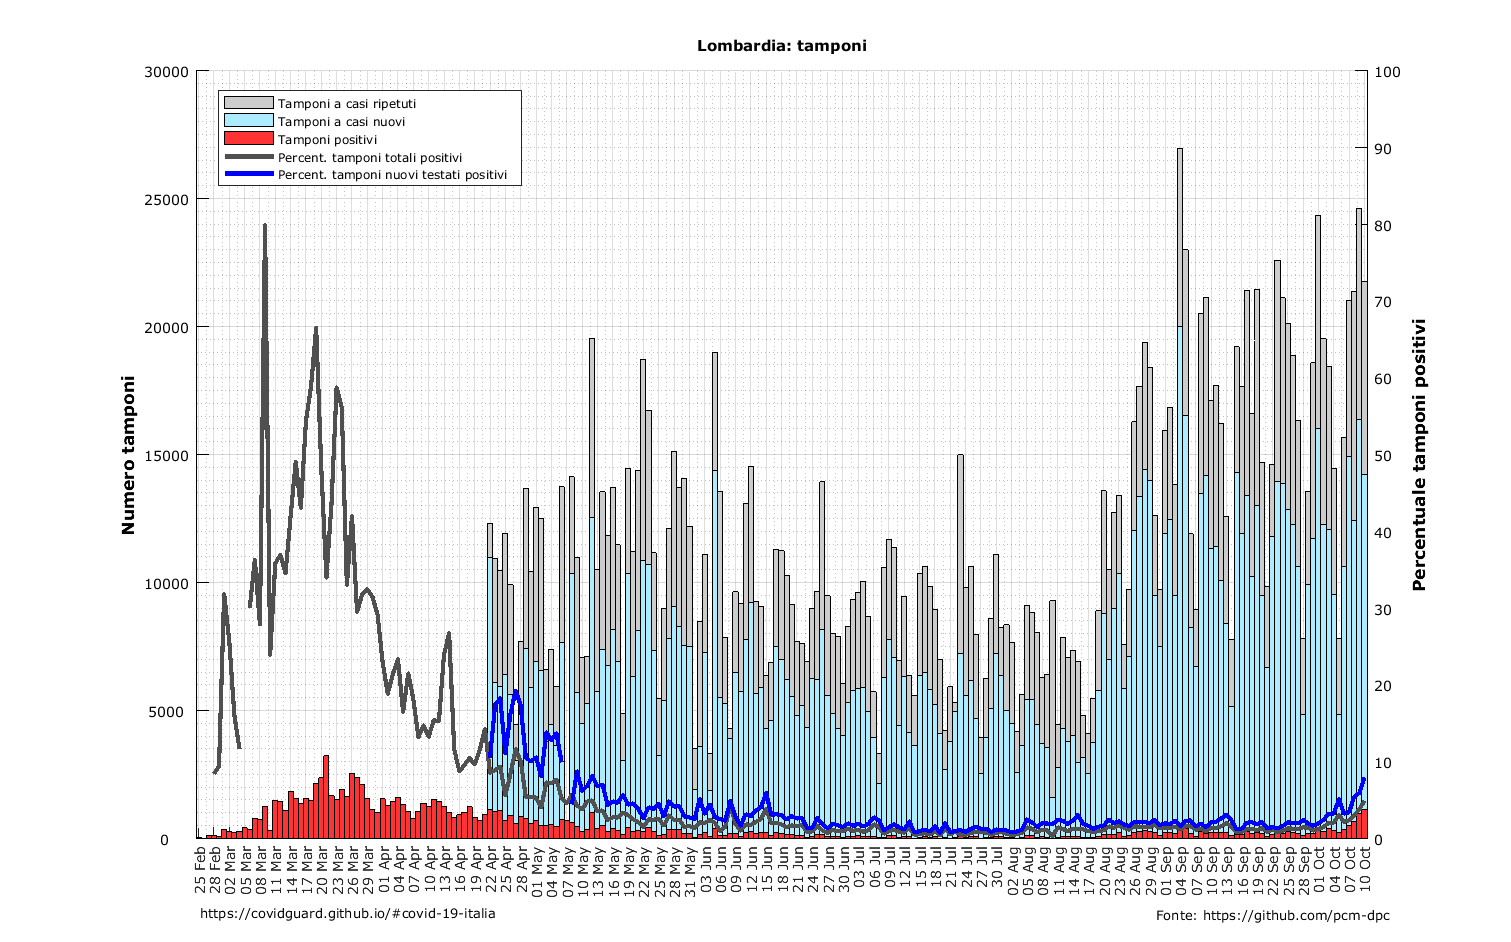 Lombardia: tamponi
30000
25000
20000
15000
10000
5000
0
Numero tamponi
Tamponi a casi ripetuti
Tamponi a casi nuovi
Tamponi positivi
Percent. tamponi totali positivi
Percent. tamponi nuovi testati positivi
100
90
80
70
60
50
40
30
20
10
0
Percentuale tamponi positivi
25 Feb
28 Feb
02 Mar
05 Mar
08 Mar
11 Mar
14 Mar
17 Mar
20 Mar
23 Mar
26 Mar
29 Mar
01 Apr
04 Apr
07 Apr
10 Apr
13 Apr
16 Apr
19 Apr
22 Apr
25 Apr
28 Apr
01 May
04 May
07 May
10 May
13 May
16 May
19 May
22 May
25 May
28 May
31 May
03 Jun
06 Jun
09 Jun
12 Jun
15 Jun
18 Jun
21 Jun
24 Jun
27 Jun
30 Jun
03 Jul
06 Jul
09 Jul
12 Jul
15 Jul
18 Jul
21 Jul
24 Jul
27 Jul
30 Jul
02 Aug
05 Aug
08 Aug
11 Aug
14 Aug
17 Aug
20 Aug
23 Aug
26 Aug
29 Aug
01 Sep
04 Sep
07 Sep
10 Sep
13 Sep
16 Sep
19 Sep
22 Sep
25 Sep
28 Sep
01 Oct
04 Oct
07 Oct
10 Oct
https://covidguard.github.io/#covid-19-italia
Fonte: https://github.com/pcm-dpc